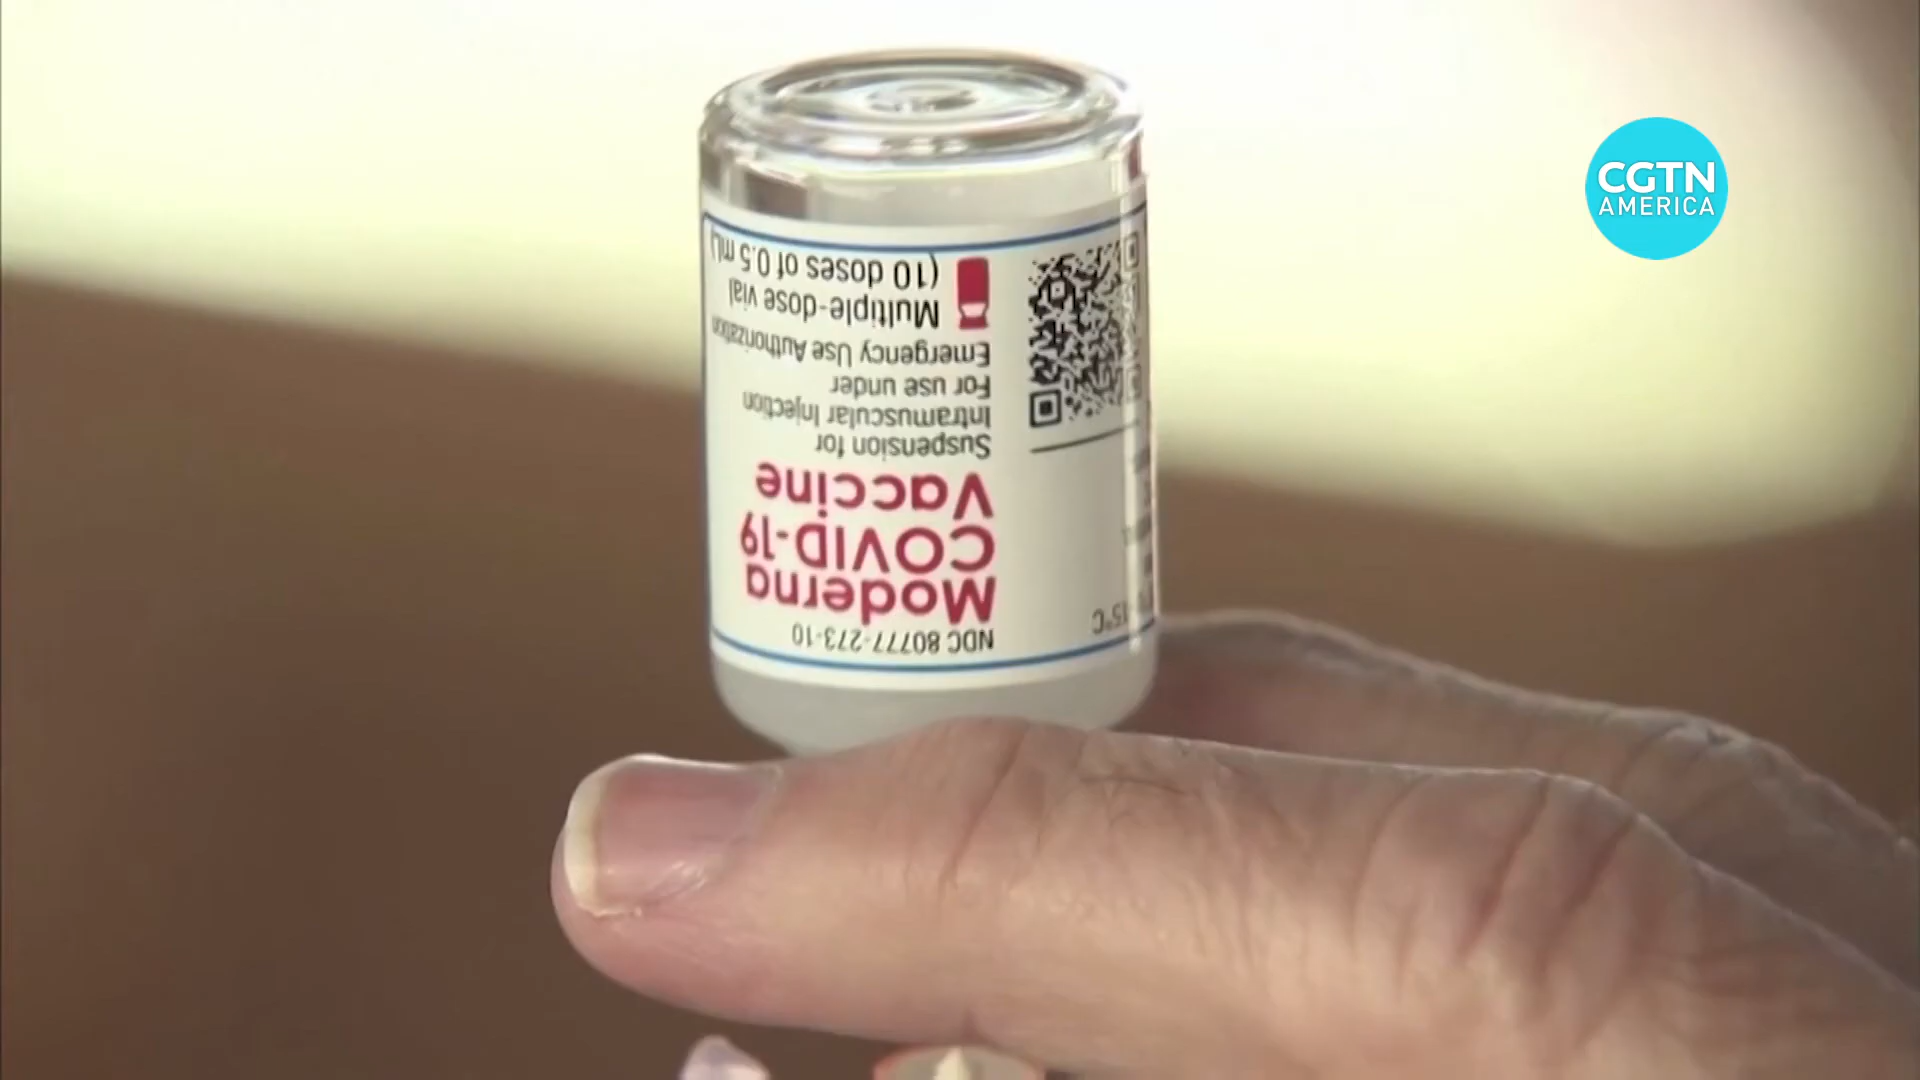 CGTN
AMERICA
NDC 80777-273-10
Moderna
COVID-19
Vaccine
Suspension for
Intramuscular Injection
For use under
Emergency Use Authorization
Multiple-dose vial
(10 doses of 0.5 mL)
15°C